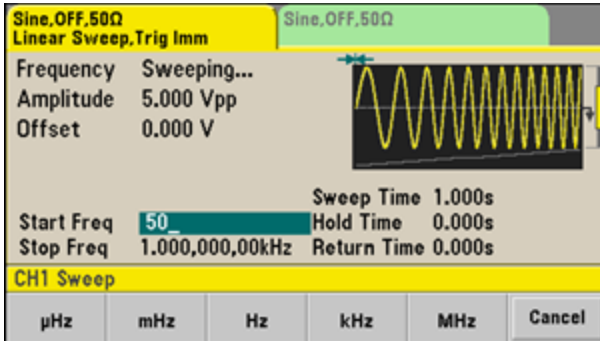 Sine,OFF,50Ω
Linear Sweep,Trig Imm
Sine,OFF,50Ω
Frequency Sweeping...
Amplitude 5.000 Vpp
Offset 0.000 V
Sweep Time 1.000s
Start Freq 50_ Hold Time 0.000s
Stop Freq 1.000,000,00kHz Return Time 0.000s
CH1 Sweep
µHz mHz Hz kHz MHz Cancel